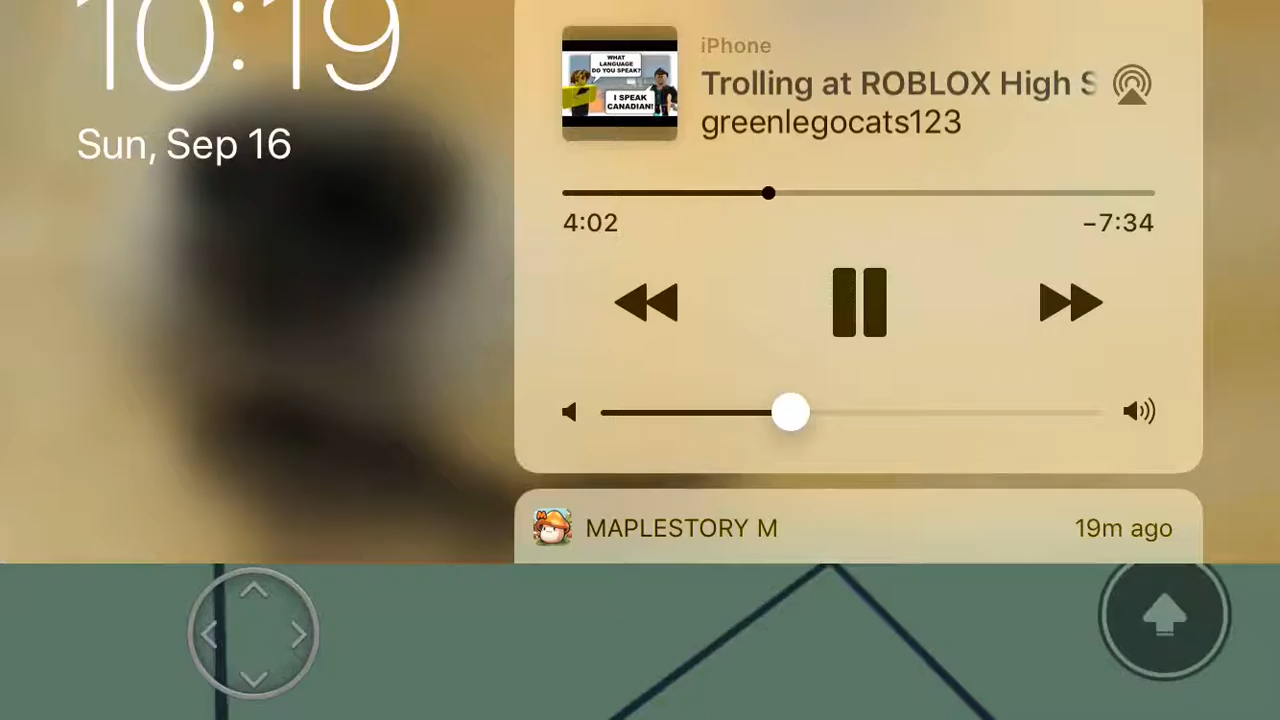 10:19
Sun, Sep 16
WHAT
LANGUAGE
DO YOU SPEAK?
I SPEAK
CANADIAN!
iPhone
Trolling at ROBLOX High S
greenlegocats123
4:02
−7:34
MAPLESTORY M
19m ago